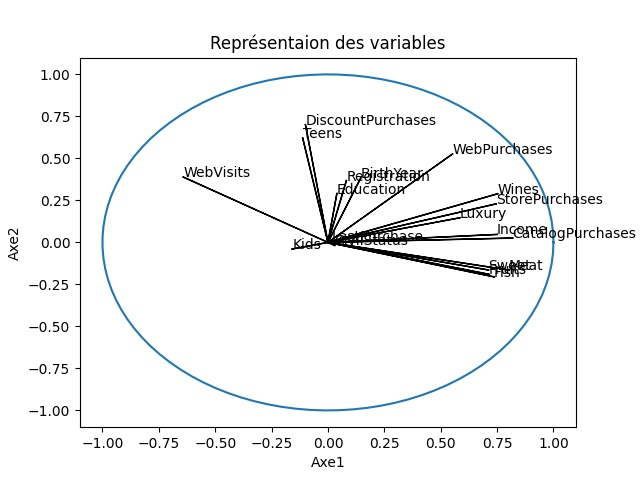 Représentaion des variables
1.00
DiscountPurchases
0.75
Teens
WebPurchases
0.50
WebVisits
BirthYear
Registration
Education
Wines
0.25
StorePurchases
Luxury
Axe2
Income
CatalogPurchases
0.00
Kids
Sweet
Meat
Fish
−0.25
−0.50
−0.75
−1.00
−1.00 −0.75 −0.50 −0.25 0.00 0.25 0.50 0.75 1.00
Axe1